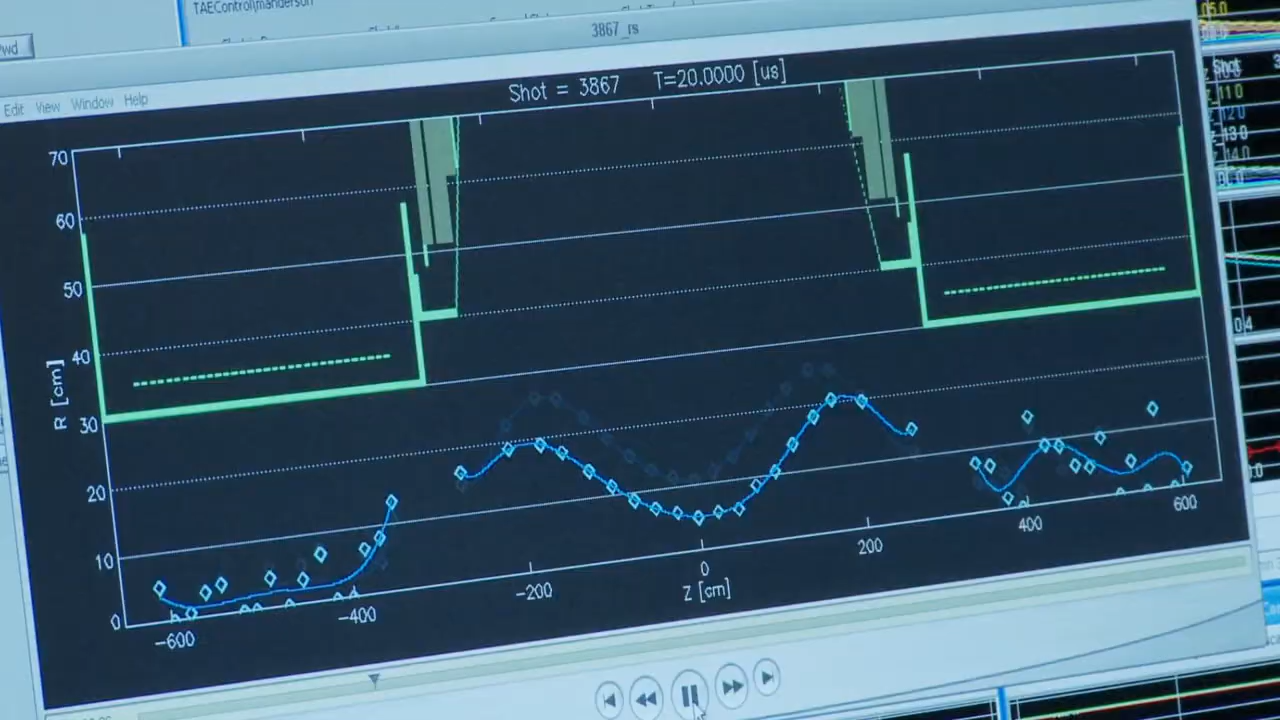 TAEControl\manderson
3867_rs
Edit View Window Help
Shot = 3867 T=20.0000 [us]
70
60
50
40
30
20
10
0
R [cm]
-600
-400
-200
0
200
400
600
Z [cm]
Shot